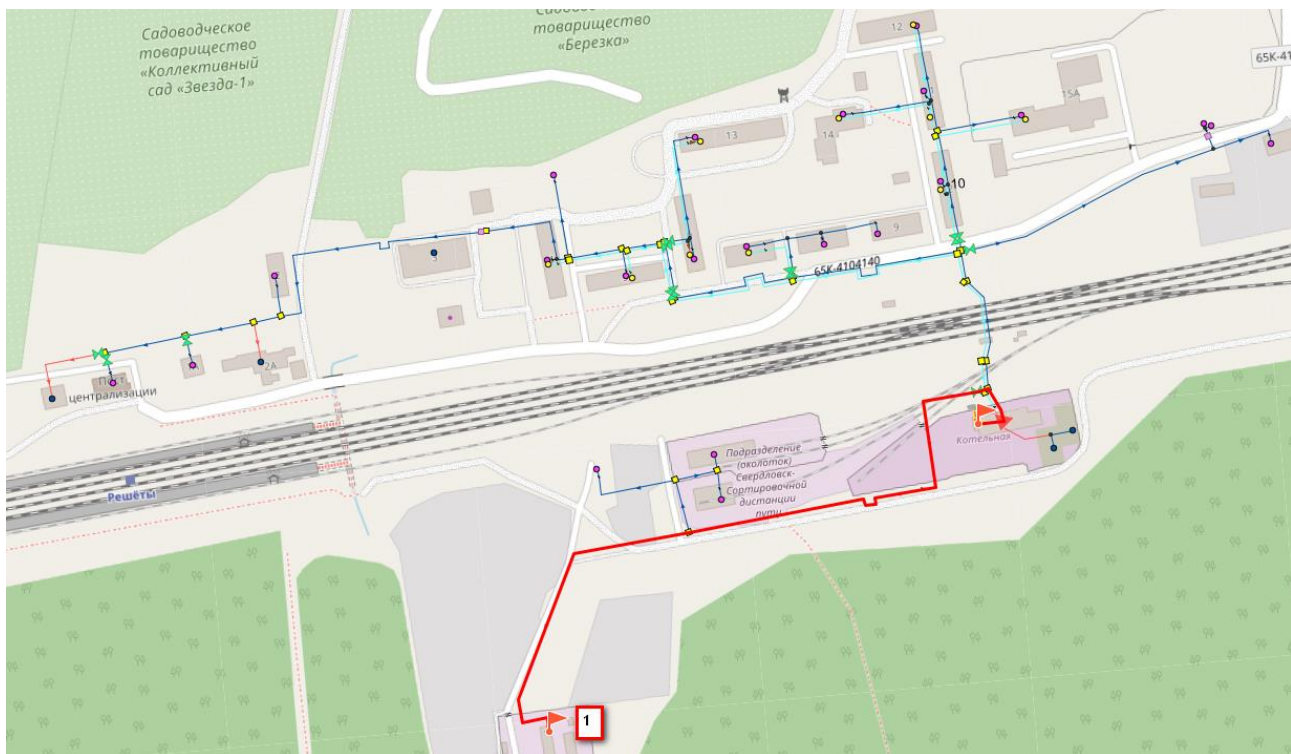 Садоводческое
товарищество
«Березка»
Садоводческое
товарищество
«Коллективный
сад «Звезда-1»
12
65К-41
15А
13
14
10
9
65К-4104140
2А
Пост
централизации
Котельная
Подразделение
(околоток)
Свердловск-
Сортировочной
дистанции
пути
Решёты
1